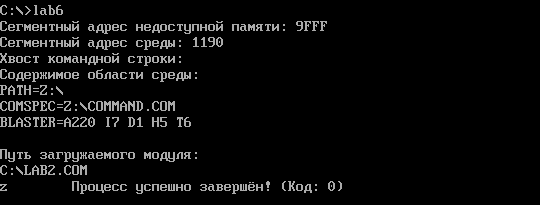 C:\>lab6
Сегментный адрес недоступной памяти: 9FFF
Сегментный адрес среды: 1190
Хвост командной строки:
Содержимое области среды:
PATH=Z:\
COMSPEC=Z:\COMMAND.COM
BLASTER=A220 I7 D1 H5 T6
Путь загружаемого модуля:
C:\LAB2.COM
z Процесс успешно завершён! (Код: 0)